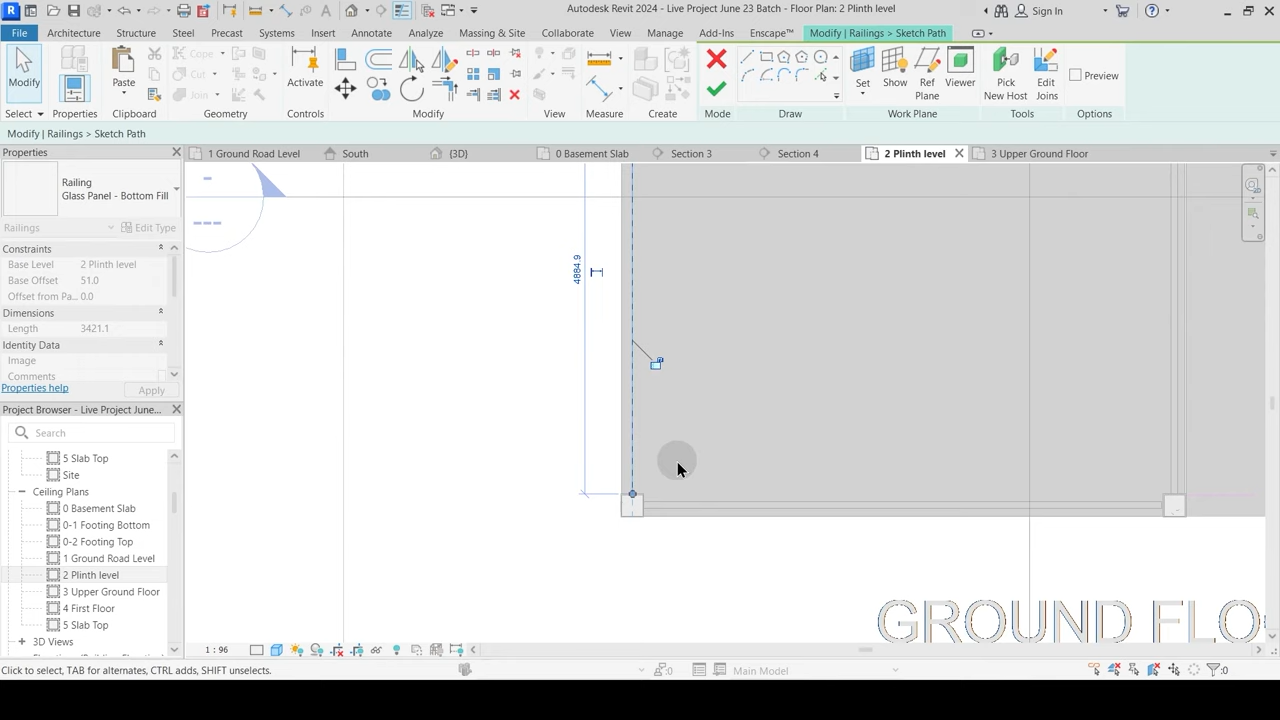 Autodesk Revit 2024 - Live Project June 23 Batch - Floor Plan: 2 Plinth level
Sign In
File
Architecture
Structure
Steel
Precast
Systems
Insert
Annotate
Analyze
Massing & Site
Collaborate
View
Manage
Add-Ins
Enscape™
Modify | Railings > Sketch Path
Modify
Paste
Cope
Cut
Join
Activate
Set
Show
Ref
Plane
Viewer
Pick
New Host
Edit
Joins
Preview
Select
Properties
Clipboard
Geometry
Controls
Modify
View
Measure
Create
Mode
Draw
Work Plane
Tools
Options
Modify | Railings > Sketch Path
Properties
1 Ground Road Level
South
{3D}
0 Basement Slab
Section 3
Section 4
2 Plinth level
3 Upper Ground Floor
Railing
Glass Panel - Bottom Fill
Railings
Edit Type
Constraints
Base Level 2 Plinth level
Base Offset 51.0
Offset from Pa... 0.0
Dimensions
Length 3421.1
Identity Data
Image
Comments
Properties help
Apply
Project Browser - Live Project June...
Search
5 Slab Top
Site
Ceiling Plans
0 Basement Slab
0-1 Footing Bottom
0-2 Footing Top
1 Ground Road Level
2 Plinth level
3 Upper Ground Floor
4 First Floor
5 Slab Top
3D Views
4884.9
GROUND FLO
1 : 96
Click to select, TAB for alternates, CTRL adds, SHIFT unselects.
:0
Main Model
:0